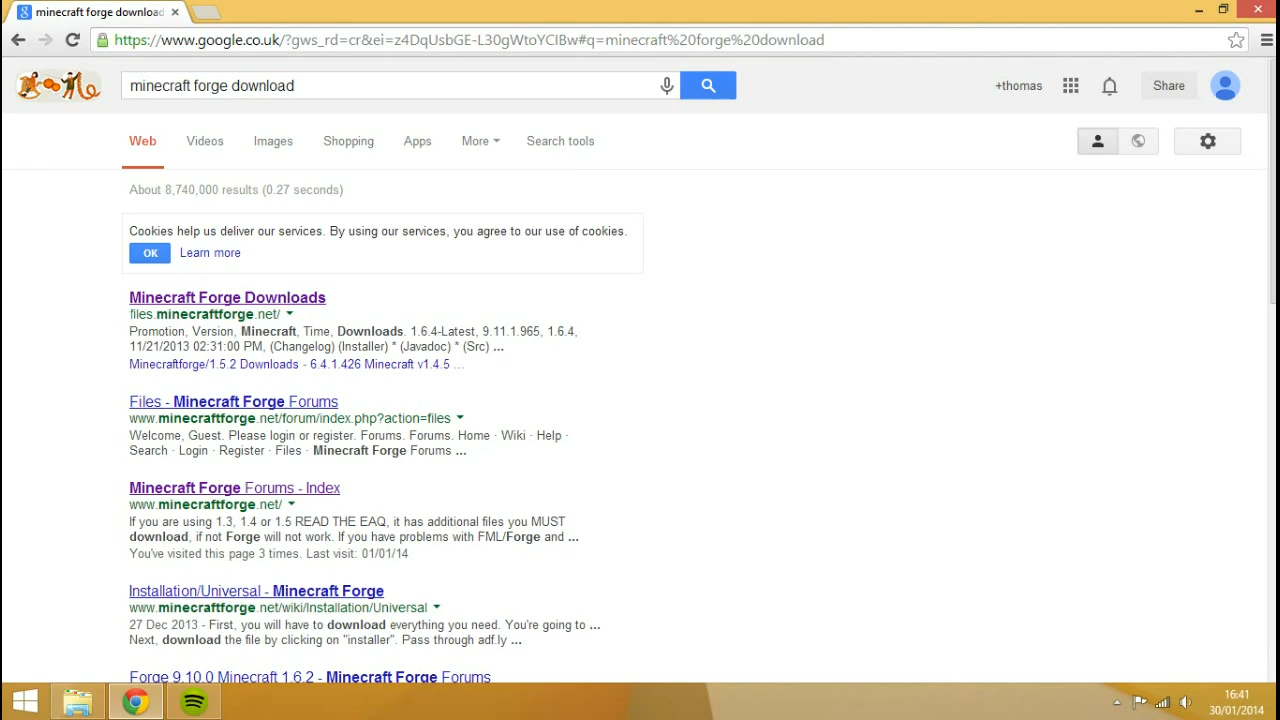 minecraft forge download
https://www.google.co.uk/?gws_rd=cr&ei=z4DqUsbGE-L30gWtoYCIBw#q=minecraft%20forge%20download
minecraft forge download
+thomas
Share
Web Videos Images Shopping Apps More Search tools
About 8,740,000 results (0.27 seconds)
Cookies help us deliver our services. By using our services, you agree to our use of cookies.
OK Learn more
Minecraft Forge Downloads
files.minecraftforge.net/
Promotion, Version, Minecraft, Time, Downloads. 1.6.4-Latest, 9.11.1.965, 1.6.4,
11/21/2013 02:31:00 PM, (Changelog) (Installer) * (Javadoc) * (Src) ...
Minecraftforge/1.5.2 Downloads - 6.4.1.426 Minecraft v1.4.5 ...
Files - Minecraft Forge Forums
www.minecraftforge.net/forum/index.php?action=files
Welcome, Guest. Please login or register. Forums. Forums. Home · Wiki · Help ·
Search · Login · Register · Files · Minecraft Forge Forums ...
Minecraft Forge Forums - Index
www.minecraftforge.net/
If you are using 1.3, 1.4 or 1.5 READ THE EAQ, it has additional files you MUST
download, if not Forge will not work. If you have problems with FML/Forge and ...
You've visited this page 3 times. Last visit: 01/01/14
Installation/Universal - Minecraft Forge
www.minecraftforge.net/wiki/Installation/Universal
27 Dec 2013 - First, you will have to download everything you need. You're going to ...
Next, download the file by clicking on "installer". Pass through adf.ly ...
Forge 9.10.0 Minecraft 1.6.2 - Minecraft Forge Forums
16:41
30/01/2014